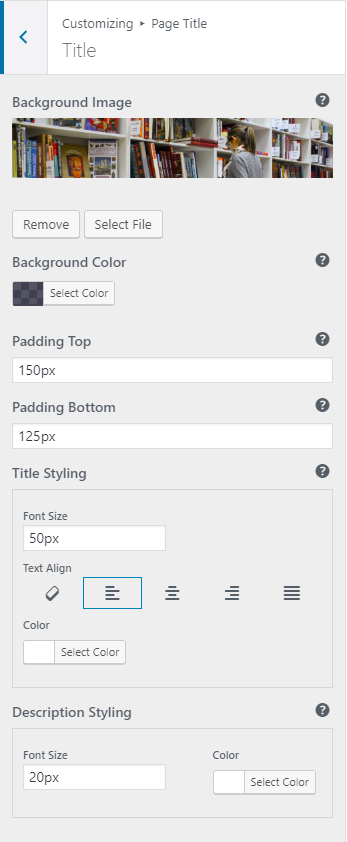 Customizing ▸ Page Title
Title
Background Image
Remove
Select File
Background Color
Select Color
Padding Top
150px
Padding Bottom
125px
Title Styling
Font Size
50px
Text Align
Color
Select Color
Description Styling
Font Size
Color
20px
Select Color